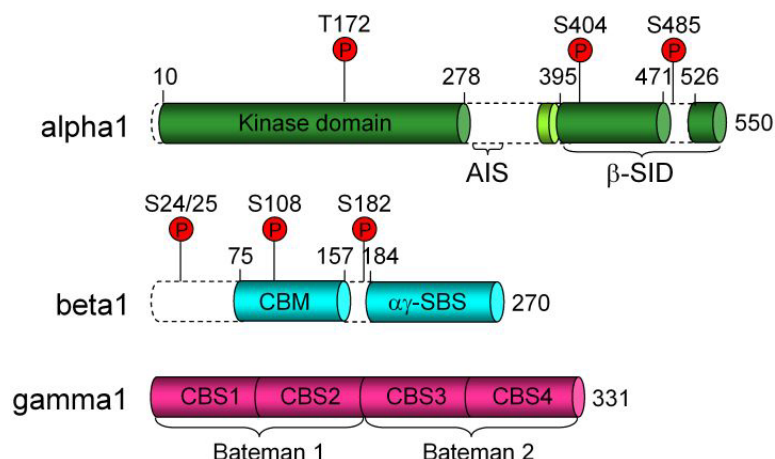 T172 S404 S485
P P P
10 278 395 471 526
alpha1 Kinase domain 550
AIS β-SID
S24/25 S108 S182
P P P
75 157 184
beta1 CBM αγ-SBS 270
gamma1 CBS1 CBS2 CBS3 CBS4 331
Bateman 1 Bateman 2